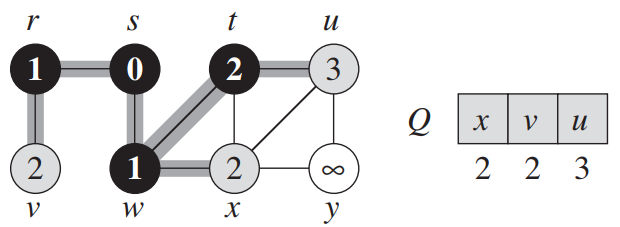 r s t u
1 0 2 3
Q x v u
2 1 2 ∞
2 2 3
v w x y